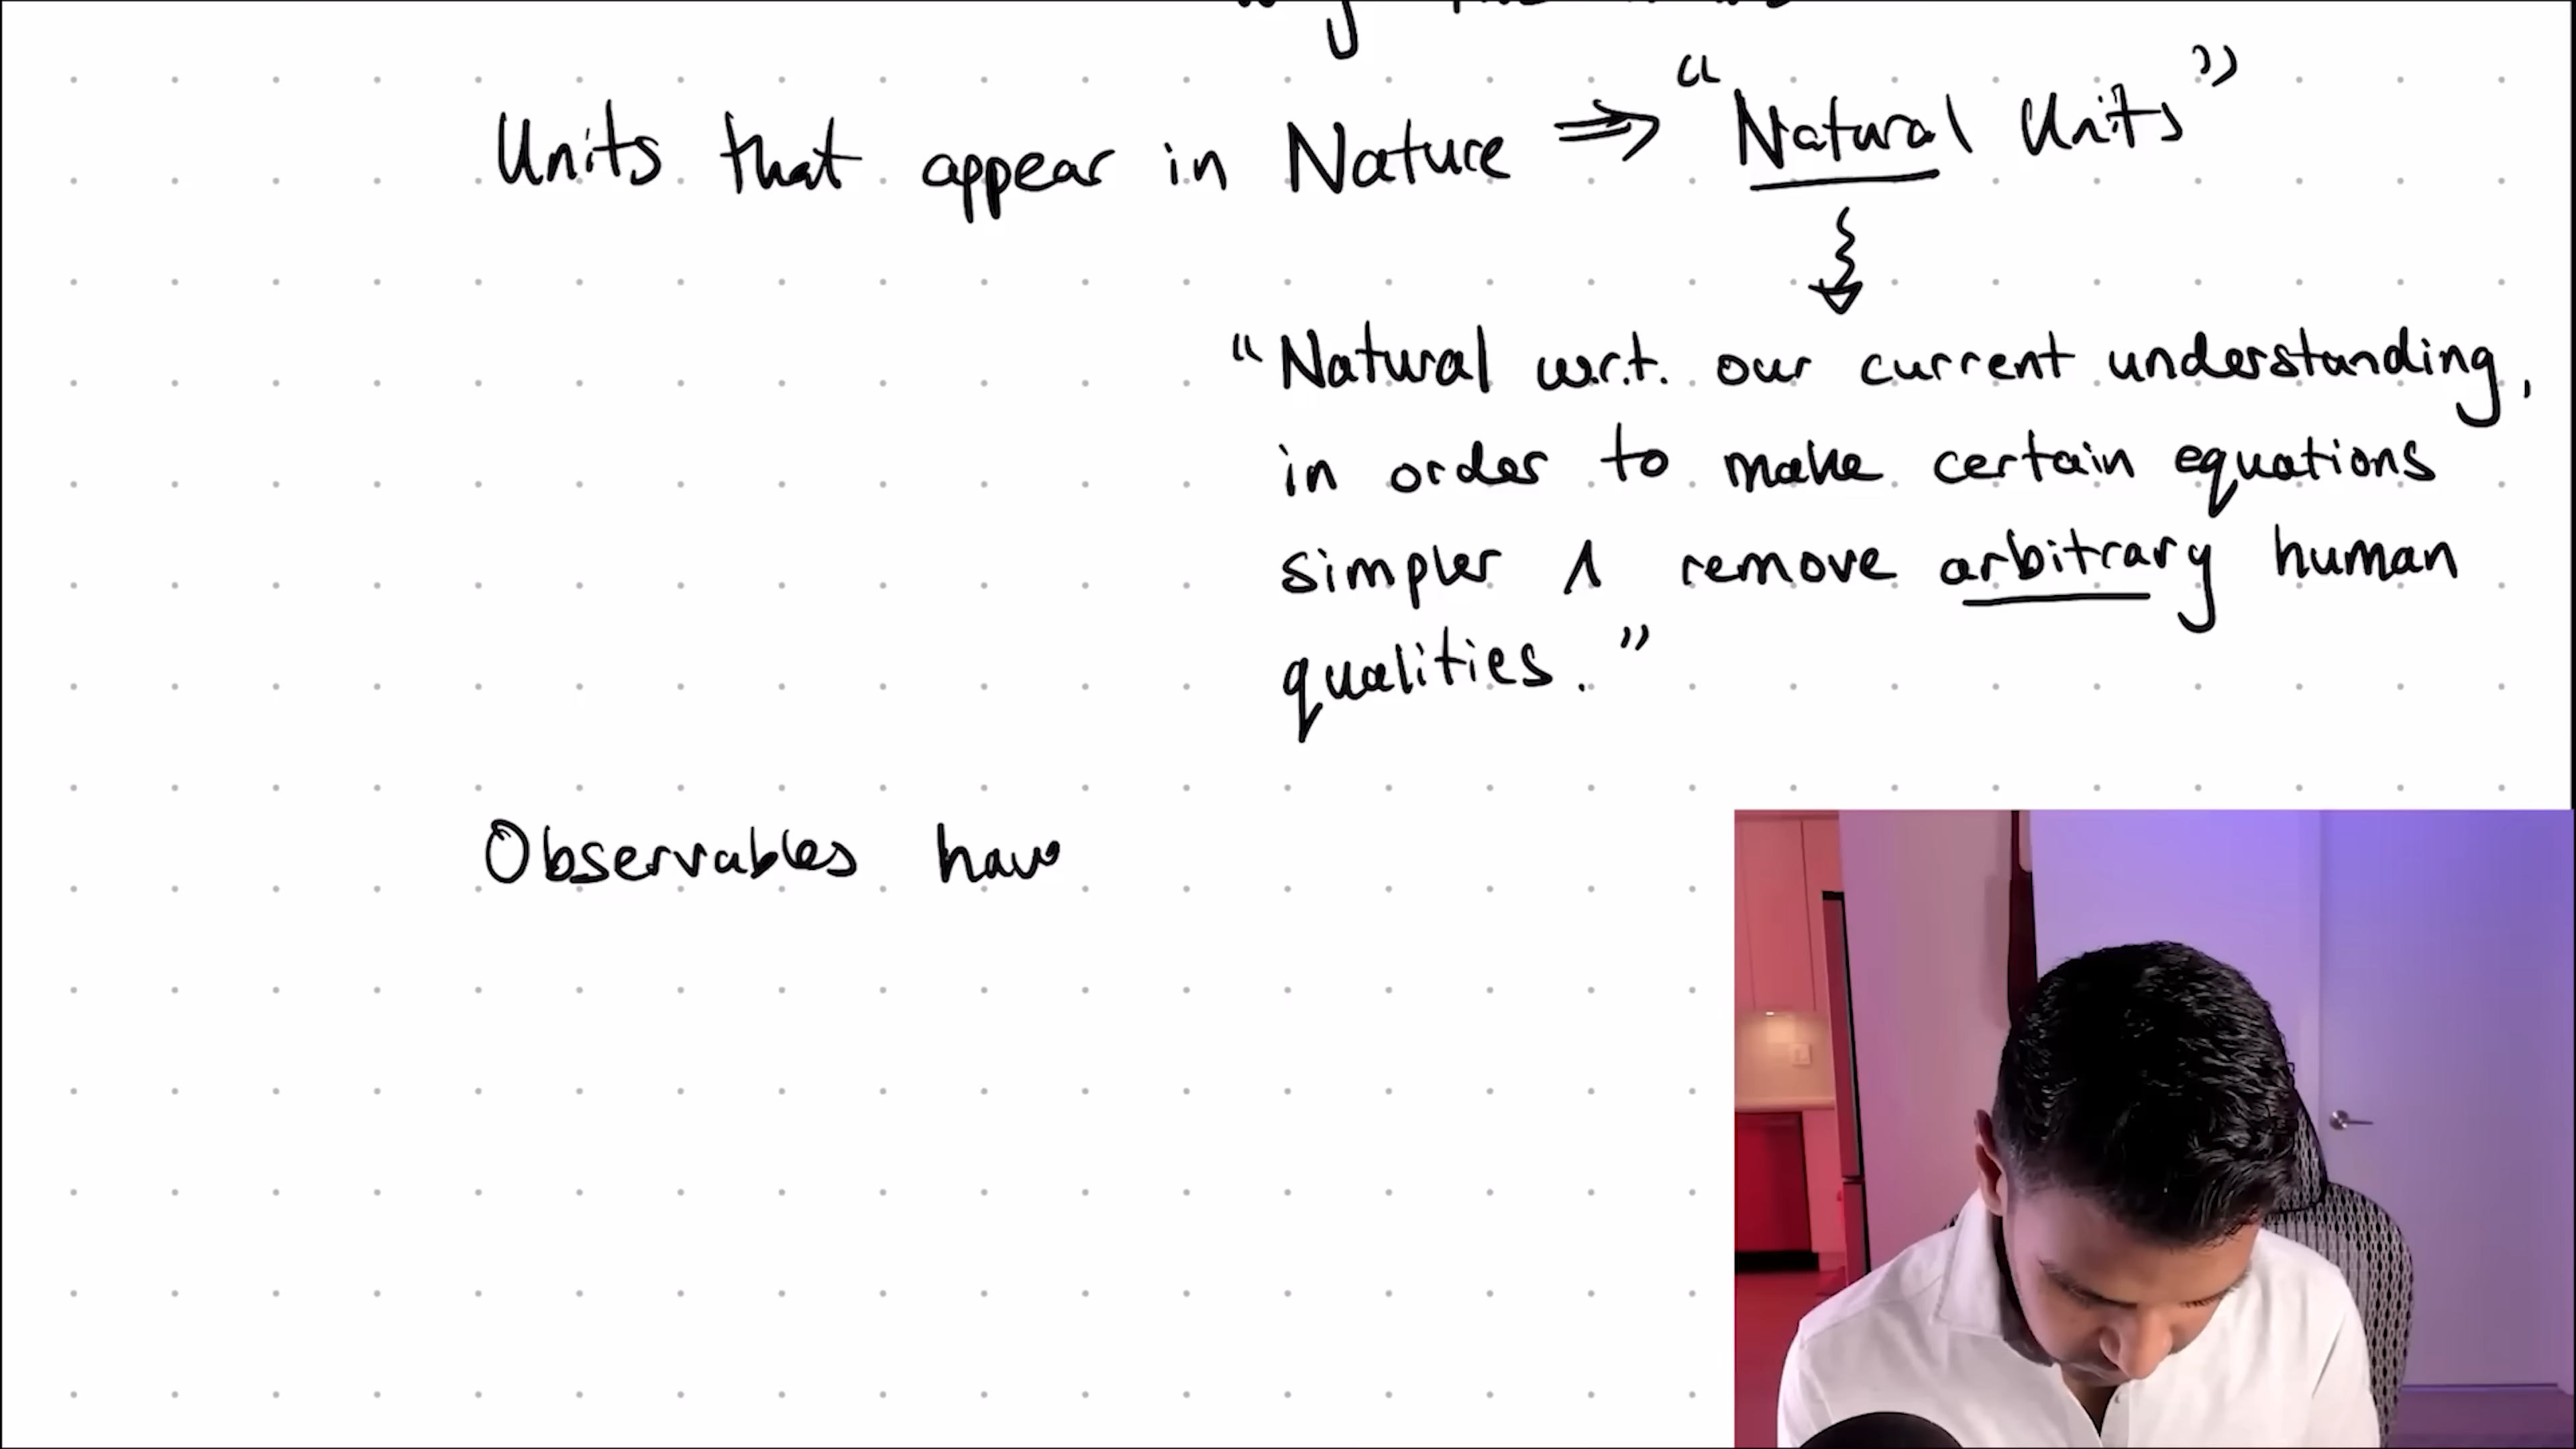 Units that appear in Nature ⇒ “Natural Units”
“Natural w.r.t. our current understanding,
in order to make certain equations
simpler ∧ remove arbitrary human
qualities.”
Observables have